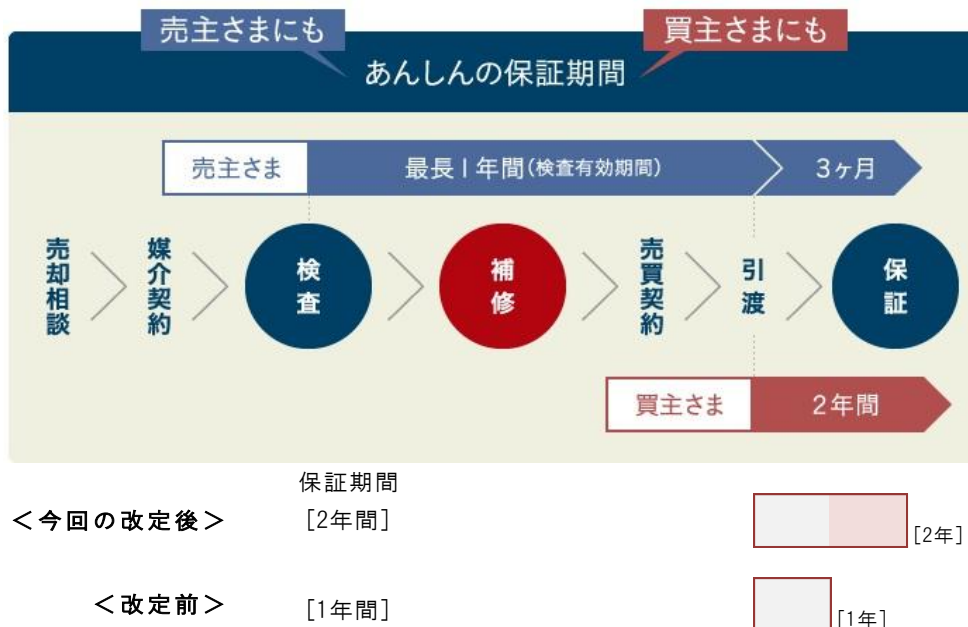 売主さまにも
買主さまにも
あんしんの保証期間
売主さま
最長1年間(検査有効期間)
3ヶ月
売却相談
媒介契約
検査
補修
売買契約
引渡
保証
買主さま
2年間
保証期間
<今回の改定後>
[2年間]
[2年]
<改定前>
[1年間]
[1年]